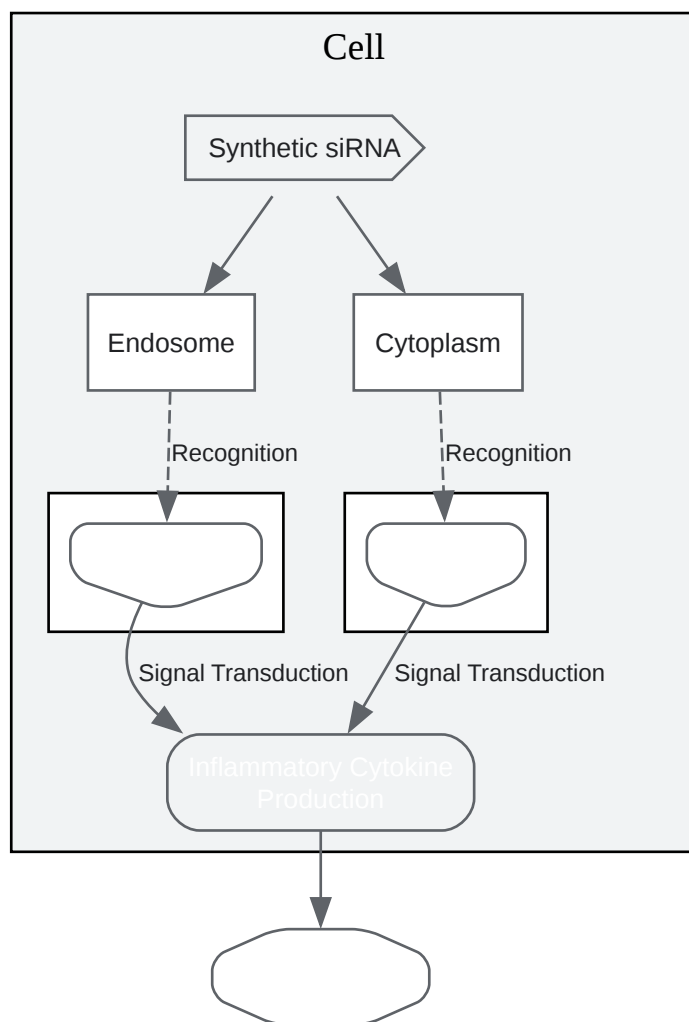 Cell
Synthetic siRNA
Endosome
Cytoplasm
Recognition
Recognition
Signal Transduction
Signal Transduction
Inflammatory Cytokine
Production